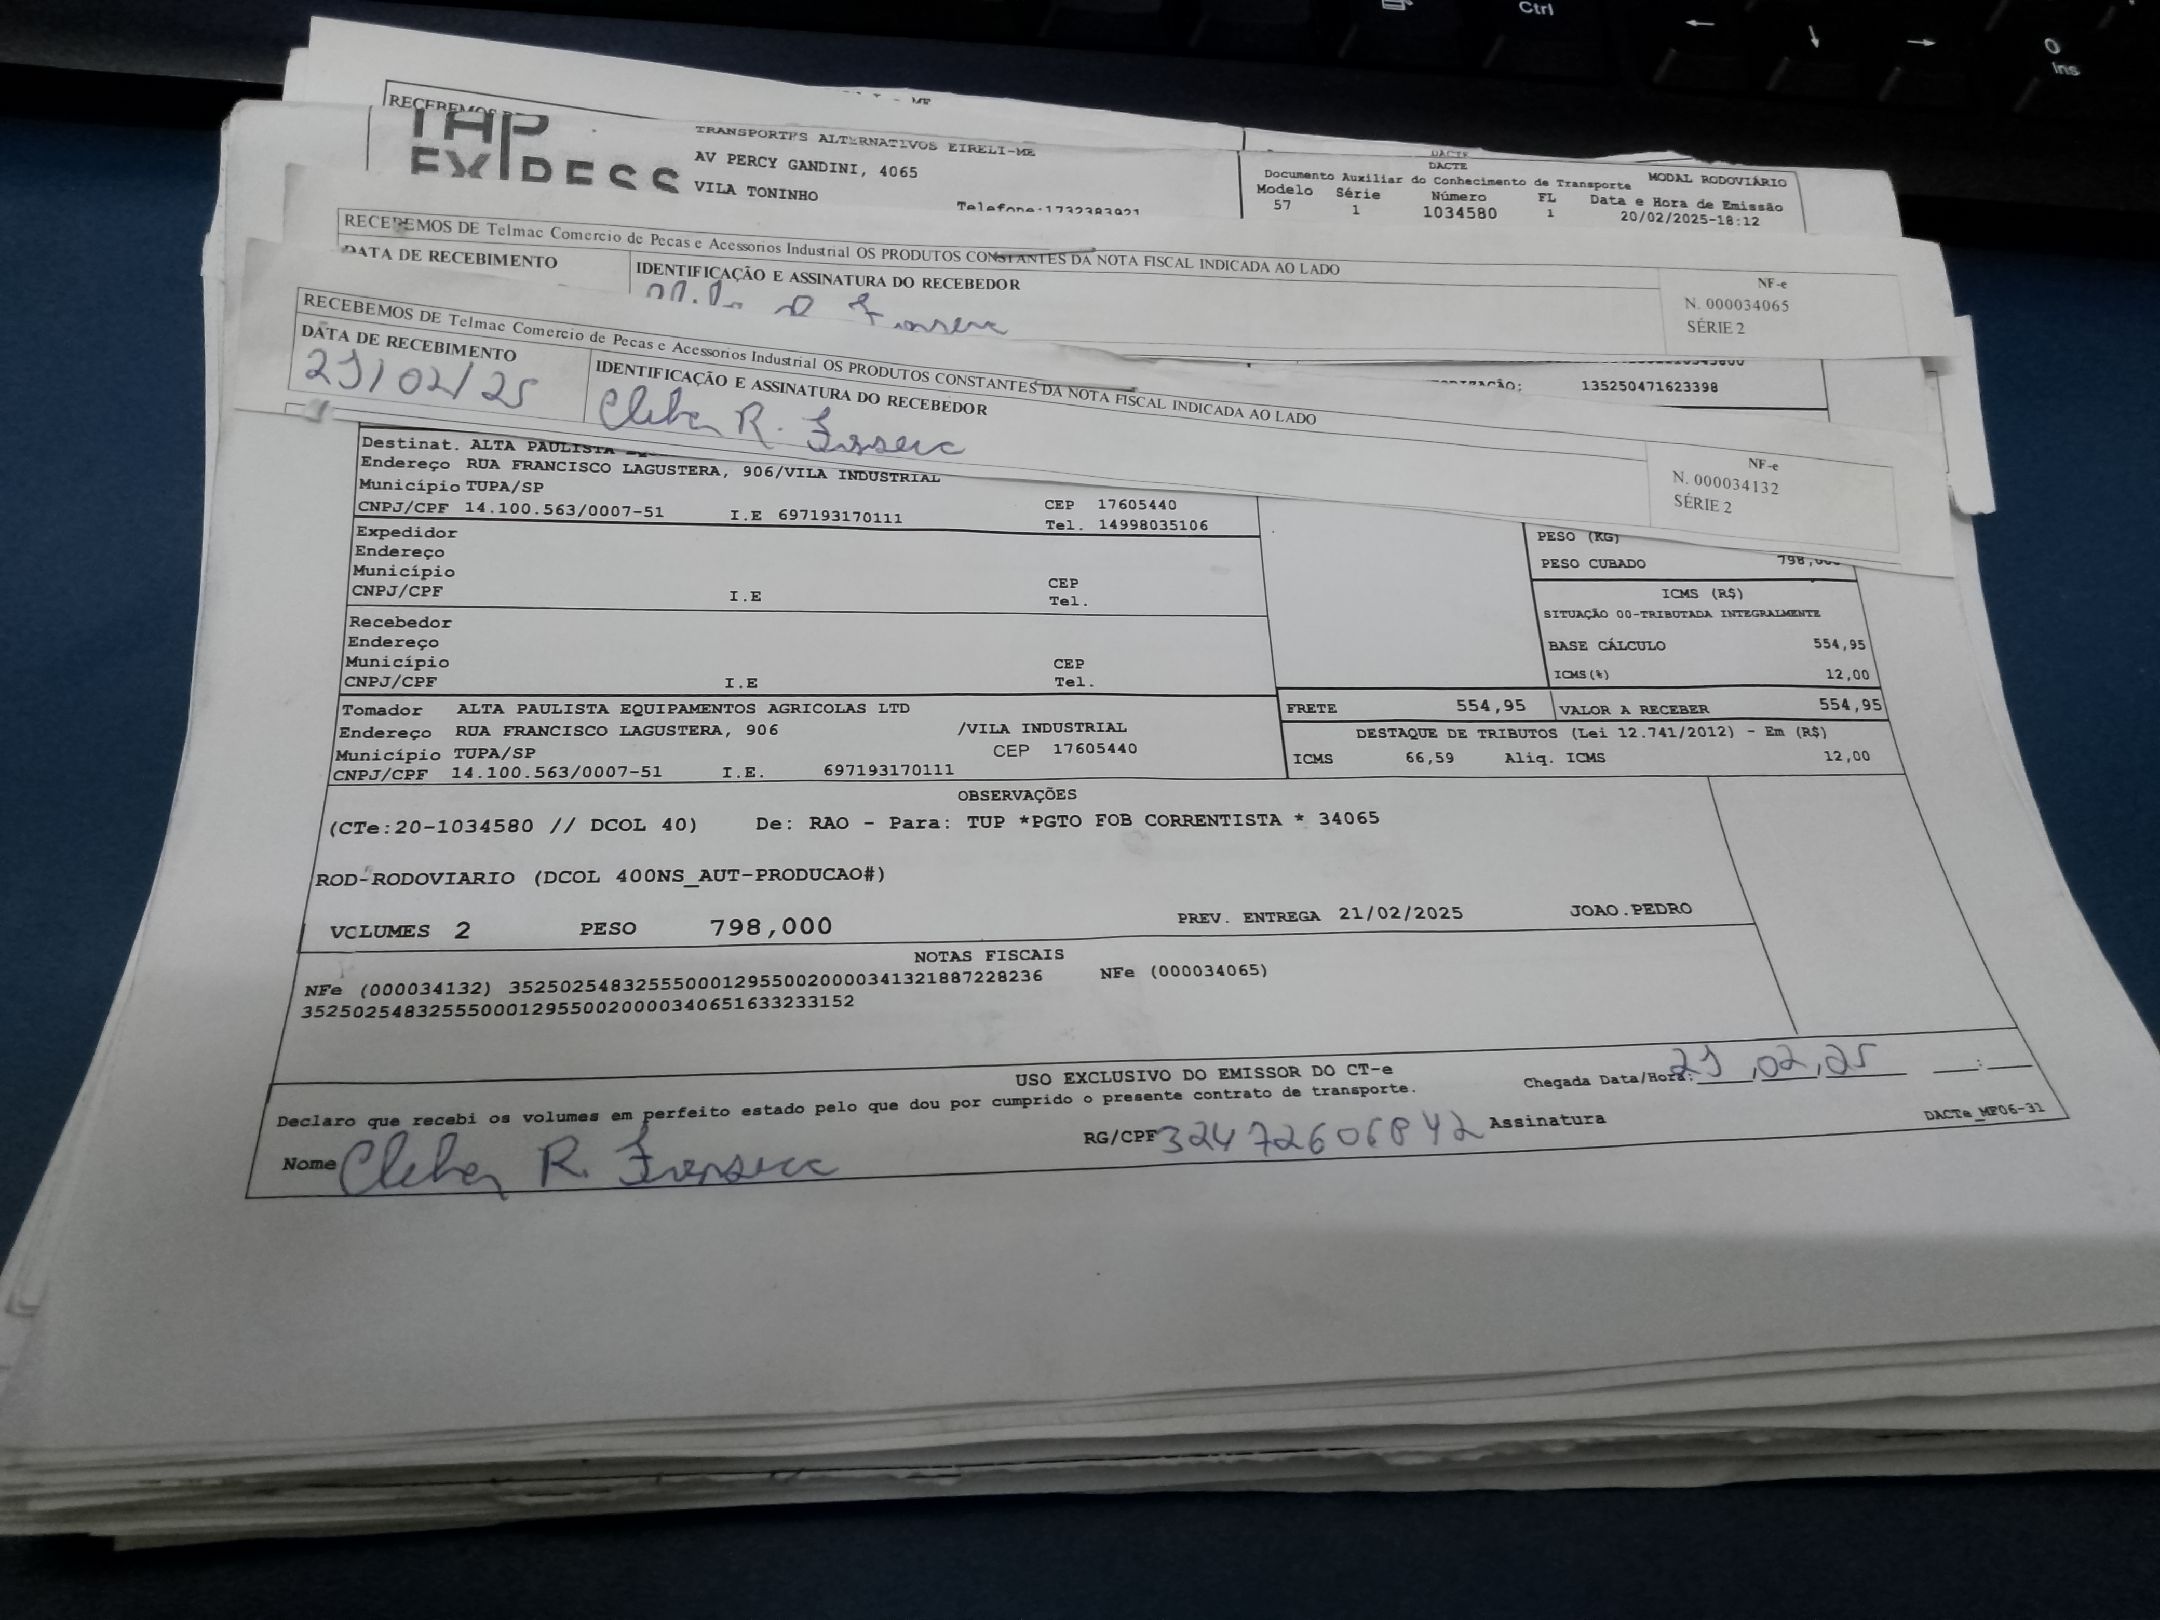 Ctrl
← ↓ → 0
Ins
RECEBEMOS
TAP
EXPRESS
TRANSPORTES ALTERNATIVOS EIRELI-ME
AV PERCY GANDINI, 4065
VILA TONINHO
Telefone:1732383921
DACTE
DACTE
Documento Auxiliar do Conhecimento de Transporte MODAL RODOVIÁRIO
Modelo Série Número FL Data e Hora de Emissão
57 1 1034580 1 20/02/2025-18:12
RECEBEMOS DE Telmac Comercio de Pecas e Acessorios Industrial OS PRODUTOS CONSTANTES DA NOTA FISCAL INDICADA AO LADO
DATA DE RECEBIMENTO IDENTIFICAÇÃO E ASSINATURA DO RECEBEDOR
NF-e
N. 000034065
SÉRIE 2
135250471623398
RECEBEMOS DE Telmac Comercio de Pecas e Acessorios Industrial OS PRODUTOS CONSTANTES DA NOTA FISCAL INDICADA AO LADO
DATA DE RECEBIMENTO IDENTIFICAÇÃO E ASSINATURA DO RECEBEDOR
21/02/25 Cleber R. Fonseca
NF-e
N. 000034132
SÉRIE 2
Destinat. ALTA PAULISTA
Endereço RUA FRANCISCO LAGUSTERA, 906/VILA INDUSTRIAL
Município TUPA/SP CEP 17605440
CNPJ/CPF 14.100.563/0007-51 I.E 697193170111 Tel. 14998035106
Expedidor
Endereço
Município CEP
CNPJ/CPF I.E Tel.
Recebedor
Endereço
Município CEP
CNPJ/CPF I.E Tel.
PESO (KG)
PESO CUBADO 798,
ICMS (R$)
SITUAÇÃO 00-TRIBUTADA INTEGRALMENTE
BASE CÁLCULO 554,95
ICMS(%) 12,00
Tomador ALTA PAULISTA EQUIPAMENTOS AGRICOLAS LTD
Endereço RUA FRANCISCO LAGUSTERA, 906 /VILA INDUSTRIAL
Município TUPA/SP CEP 17605440
CNPJ/CPF 14.100.563/0007-51 I.E. 697193170111
FRETE 554,95 VALOR A RECEBER 554,95
DESTAQUE DE TRIBUTOS (Lei 12.741/2012) - Em (R$)
ICMS 66,59 Aliq. ICMS 12,00
OBSERVAÇÕES
(CTe:20-1034580 // DCOL 40) De: RAO - Para: TUP *PGTO FOB CORRENTISTA * 34065
ROD-RODOVIARIO (DCOL 400NS_AUT-PRODUCAO#)
VOLUMES 2 PESO 798,000 PREV. ENTREGA 21/02/2025 JOAO.PEDRO
NOTAS FISCAIS
NFe (000034132) 35250254832555000129550020000341321887228236 NFe (000034065)
35250254832555000129550020000340651633233152
USO EXCLUSIVO DO EMISSOR DO CT-e
Declaro que recebi os volumes em perfeito estado pelo que dou por cumprido o presente contrato de transporte.
Chegada Data/Hora: 21,02,25 __:__
Nome Cleber R. Fonseca RG/CPF 32472606842 Assinatura
DACTe_MF06-31